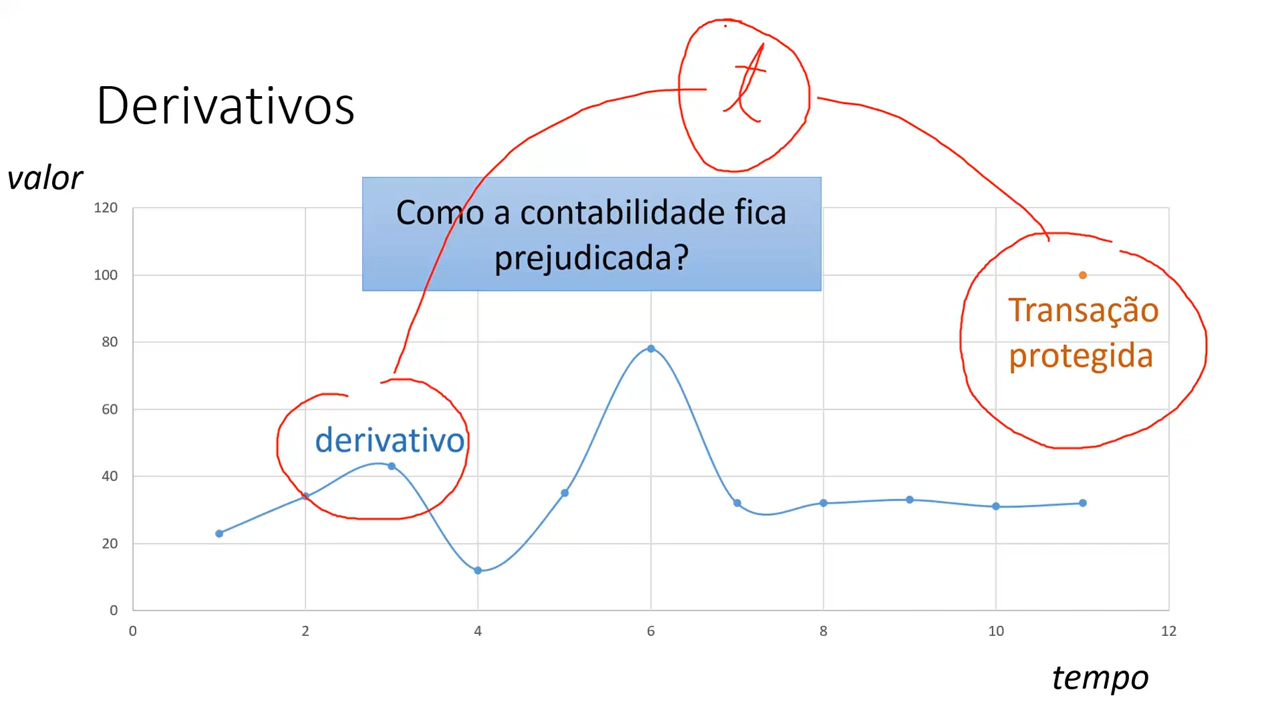 Derivativos
t
valor
Como a contabilidade fica
prejudicada?
120
100
80
60
40
20
0
Transação
protegida
derivativo
0 2 4 6 8 10 12
tempo